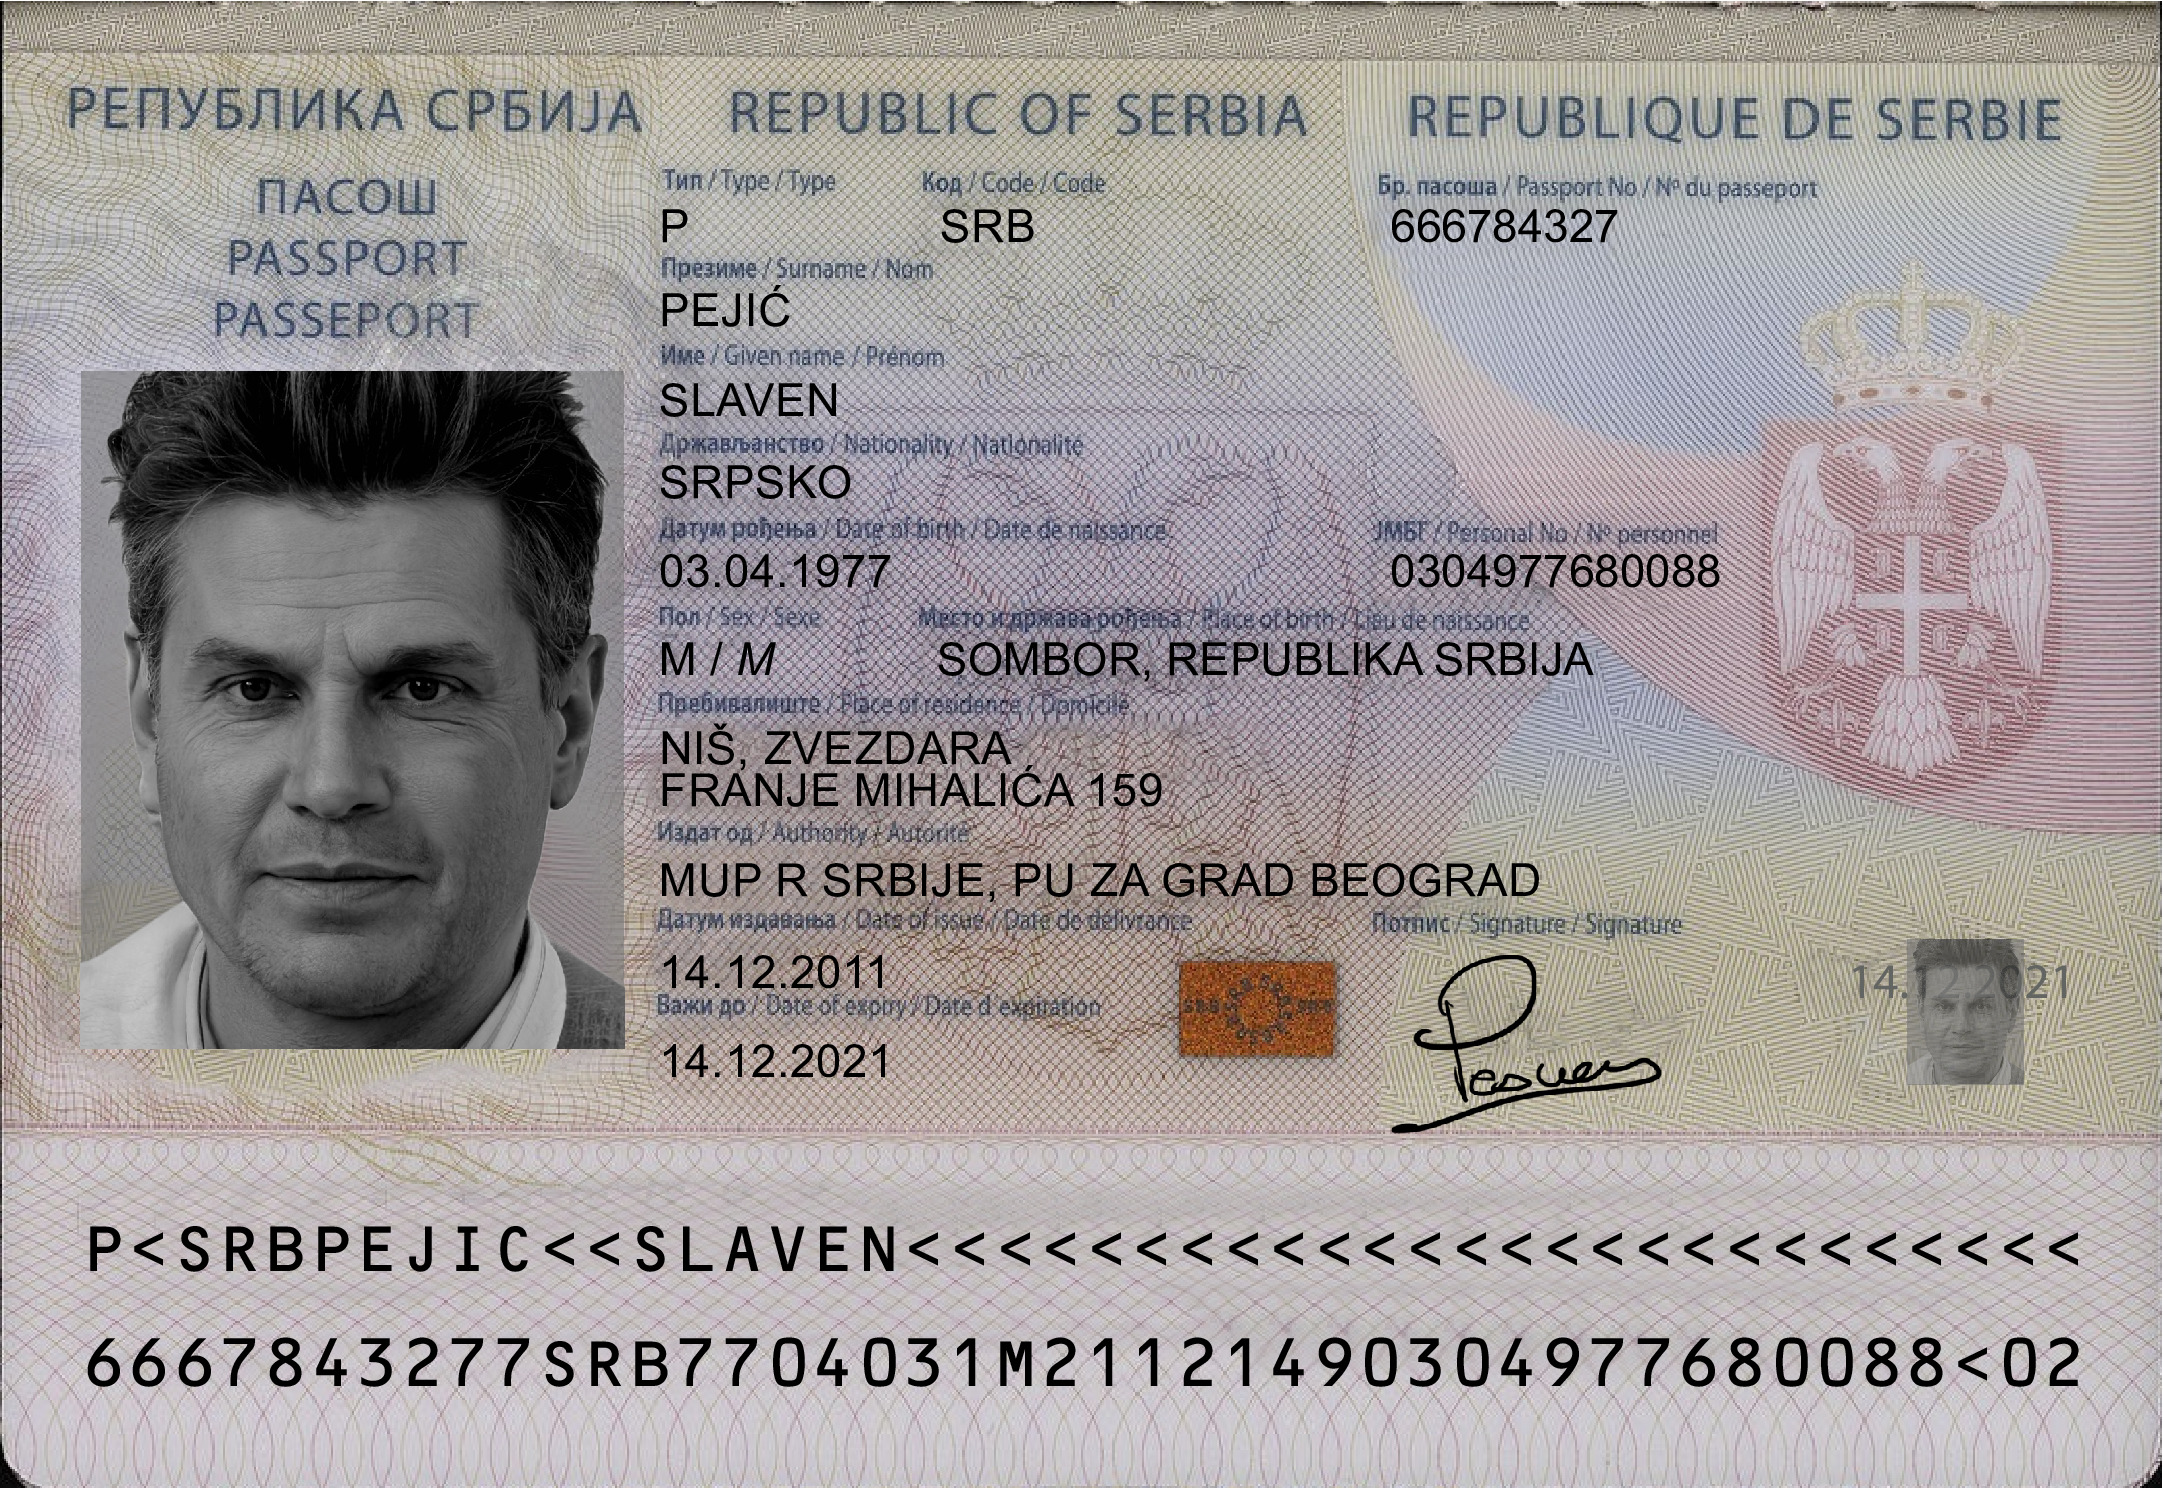 РЕПУБЛИКА СРБИЈА REPUBLIC OF SERBIA REPUBLIQUE DE SERBIE
ПАСОШ
PASSPORT
PASSEPORT
Тип / Type / Type Код / Code / Code Бр. пасоша / Passport No / Nº du passeport
P SRB 666784327
Презиме / Surname / Nom
PEJIĆ
Име / Given name / Prénom
SLAVEN
Држављанство / Nationality / Nationalité
SRPSKO
Датум рођења / Date of birth / Date de naissance ЈМБГ / Personal No / Nº personnel
03.04.1977 0304977680088
Пол / Sex / Sexe Место и држава рођења / Place of birth / Lieu de naissance
M / M SOMBOR, REPUBLIKA SRBIJA
Пребивалиште / Place of residence / Domicile
NIŠ, ZVEZDARA
FRANJE MIHALIĆA 159
Издат од / Authority / Autorité
MUP R SRBIJE, PU ZA GRAD BEOGRAD
Датум издавања / Date of issue / Date de délivrance Потпис / Signature / Signature
14.12.2011
14.12.2021
Важи до / Date of expiry / Date d expiration
14.12.2021
P<SRBPEJIC<<SLAVEN<<<<<<<<<<<<<<<<<<<<<<<<<<
6667843277SRB7704031M21121490304977680088<02